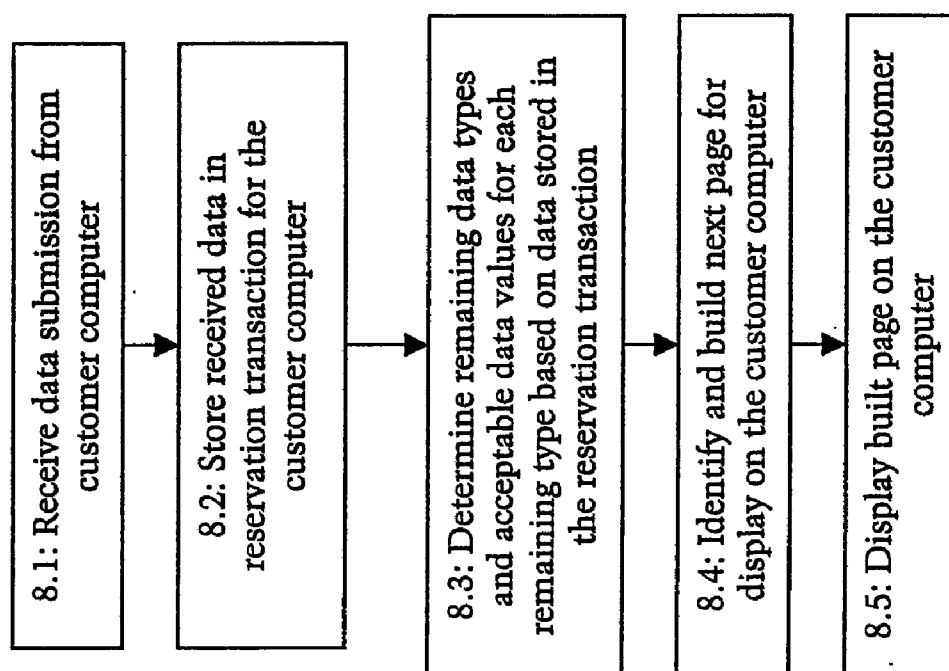 8.1: Receive data submission from
customer computer
8.2: Store received data in
reservation transaction for the
customer computer
8.3: Determine remaining data types
and acceptable data values for each
remaining type based on data stored in
the reservation transaction
8.4: Identify and build next page for
display on the customer computer
8.5: Display built page on the customer
computer